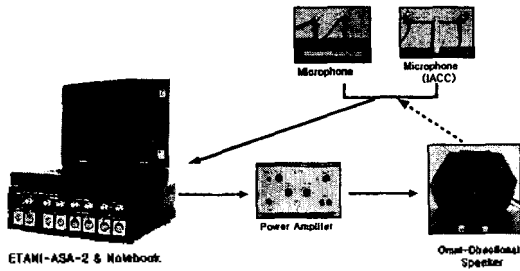 Microphone
Microphone
(IACC)
Power Amplifier
ETANI-ASA-2 & Notebook
Omni-Directional
Speaker